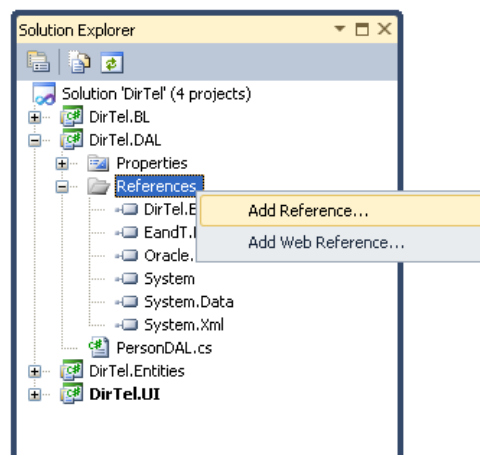 Solution Explorer
Solution 'DirTel' (4 projects)
DirTel.BL
DirTel.DAL
Properties
References
DirTel.E
Add Reference...
EandT.
Add Web Reference...
Oracle.
System
System.Data
System.Xml
PersonDAL.cs
DirTel.Entities
DirTel.UI